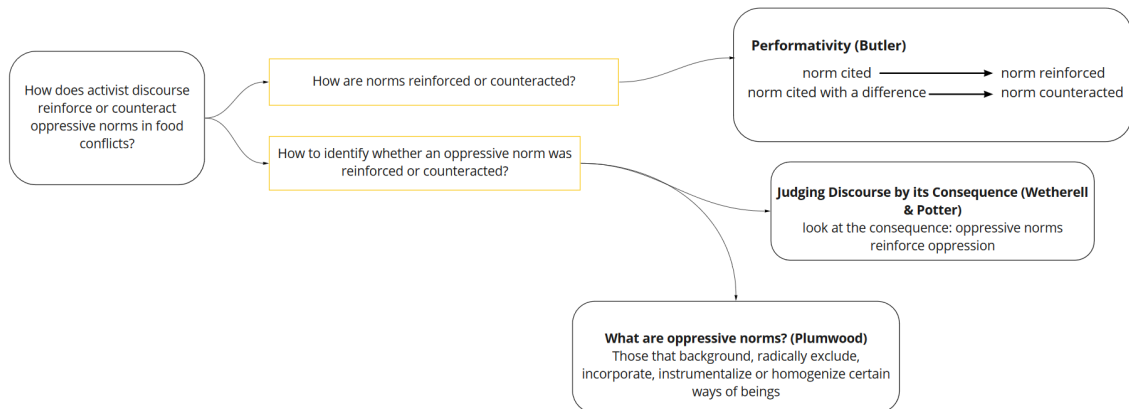 How does activist discourse
reinforce or counteract
oppressive norms in food
conflicts?
How are norms reinforced or counteracted?
How to identify whether an oppressive norm was
reinforced or counteracted?
Performativity (Butler)
norm cited norm reinforced
norm cited with a difference norm counteracted
Judging Discourse by its Consequence (Wetherell
& Potter)
look at the consequence: oppressive norms
reinforce oppression
What are oppressive norms? (Plumwood)
Those that background, radically exclude,
incorporate, instrumentalize or homogenize certain
ways of beings